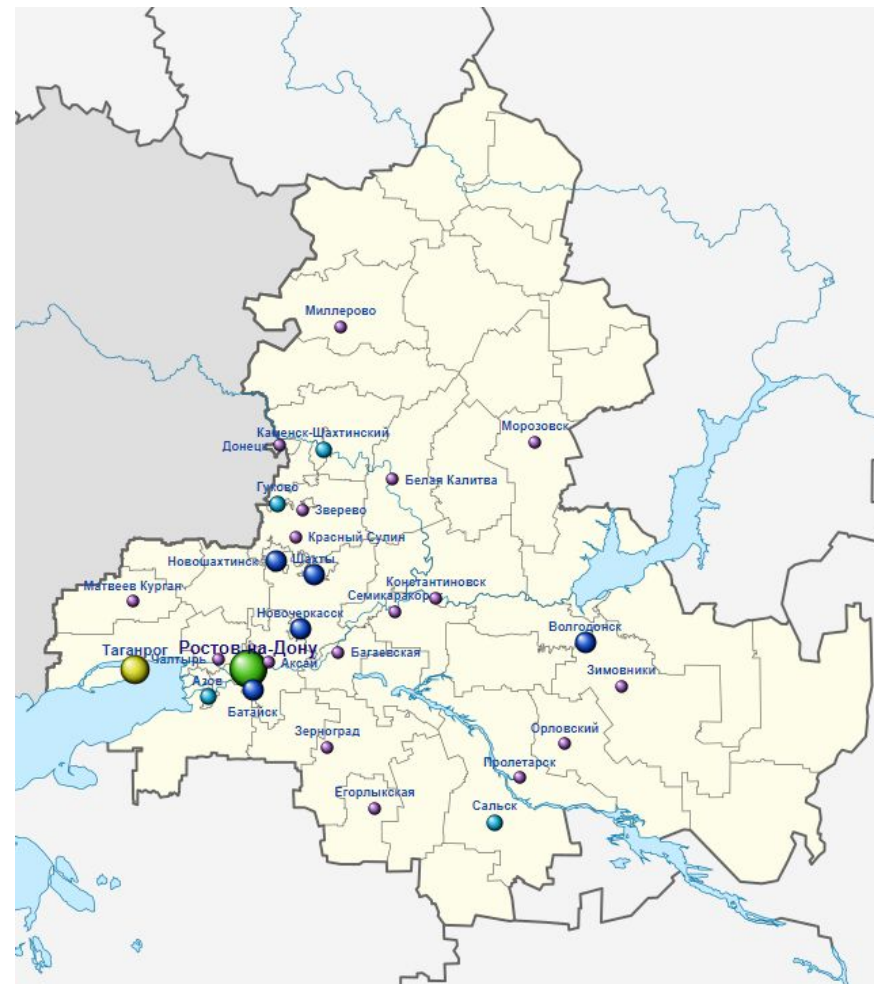 Миллерово
Морозовск
Каменск-Шахтинский
Донецк
Белая Калитва
Гуково
Зверево
Красный Сулин
Новошахтинск
Шахты
Матвеев Курган
Константиновск
Семикаракор
Новочеркасск
Волгодонск
Таганрог
Чалтырь
Ростов-на-Дону
Аксай
Багаевская
Зимовники
Азов
Батайск
Зерноград
Орловский
Пролетарск
Егорлыкская
Сальск